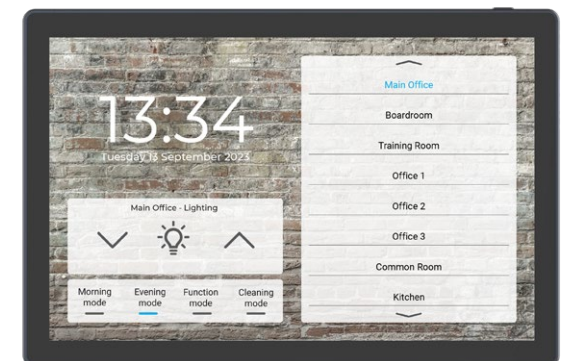 13:34
Tuesday 13 September 2023
Main Office - Lighting
Morning mode
Evening mode
Function mode
Cleaning mode
Main Office
Boardroom
Training Room
Office 1
Office 2
Office 3
Common Room
Kitchen